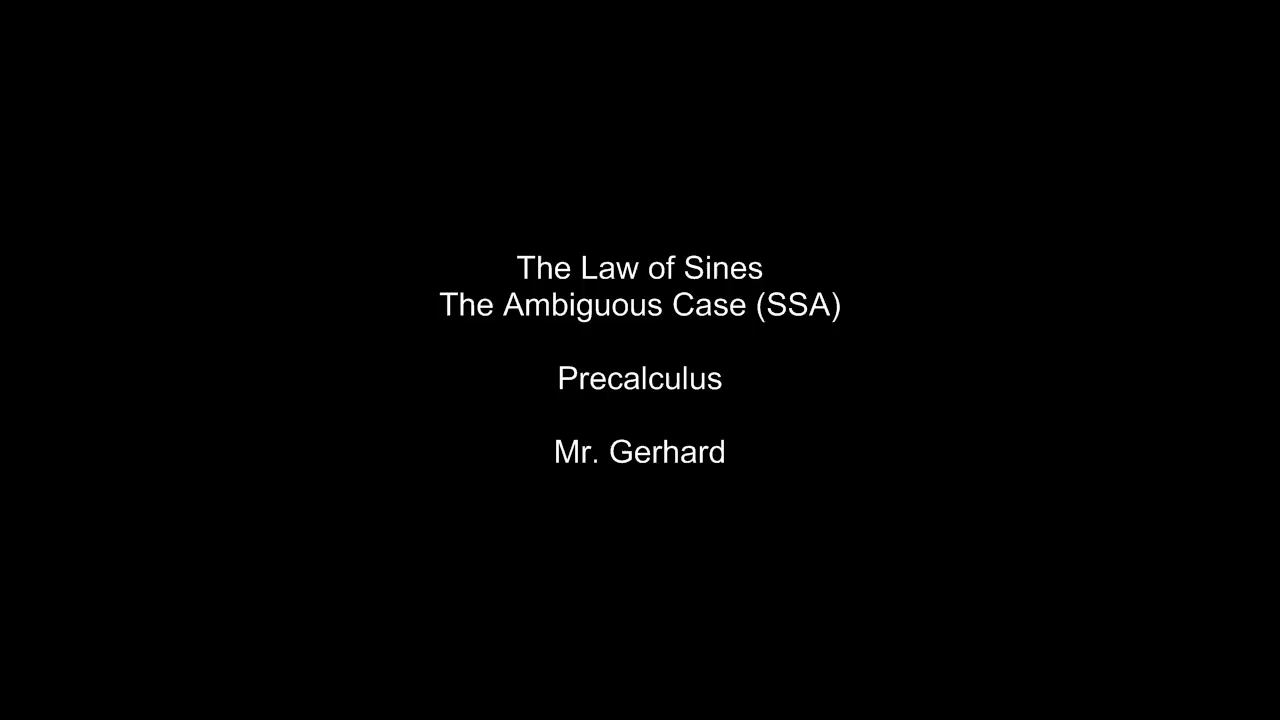 The Law of Sines
The Ambiguous Case (SSA)
Precalculus
Mr. Gerhard